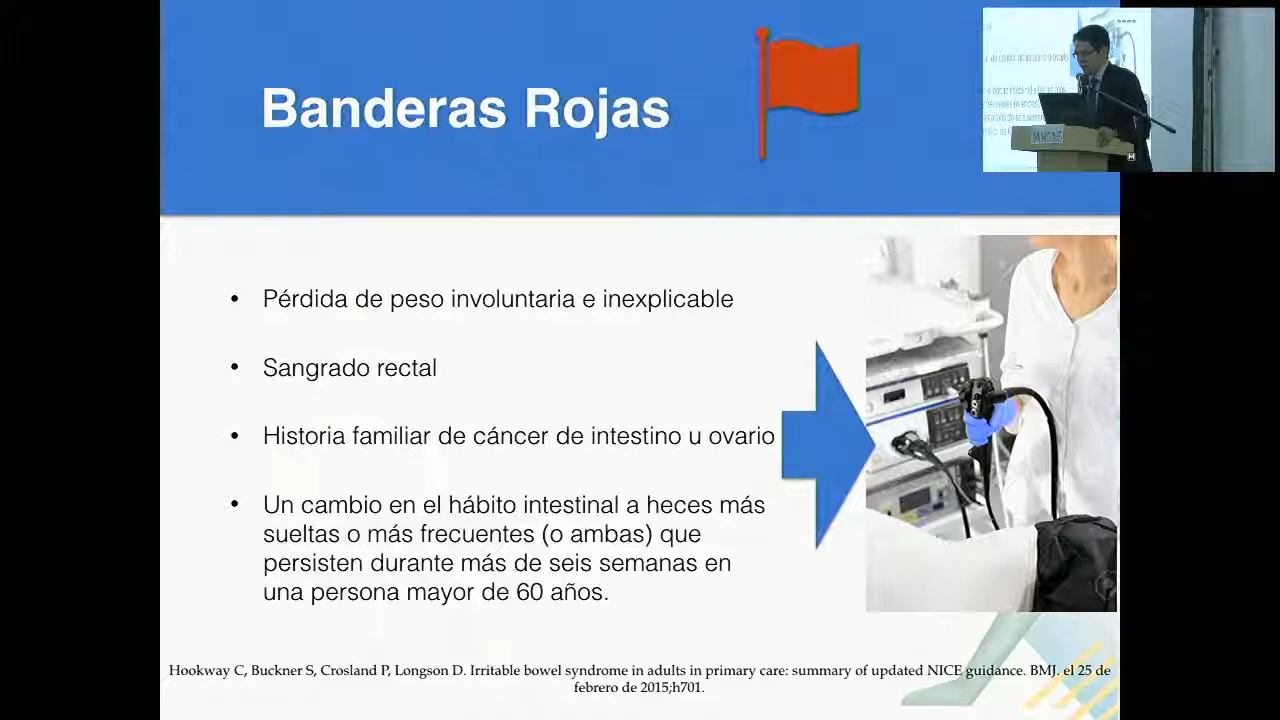 Banderas Rojas
• Pérdida de peso involuntaria e inexplicable
• Sangrado rectal
• Historia familiar de cáncer de intestino u ovario
• Un cambio en el hábito intestinal a heces más
sueltas o más frecuentes (o ambas) que
persisten durante más de seis semanas en
una persona mayor de 60 años.
Hookway C, Buckner S, Crosland P, Longson D. Irritable bowel syndrome in adults in primary care: summary of updated NICE guidance. BMJ. el 25 de
febrero de 2015;h701.